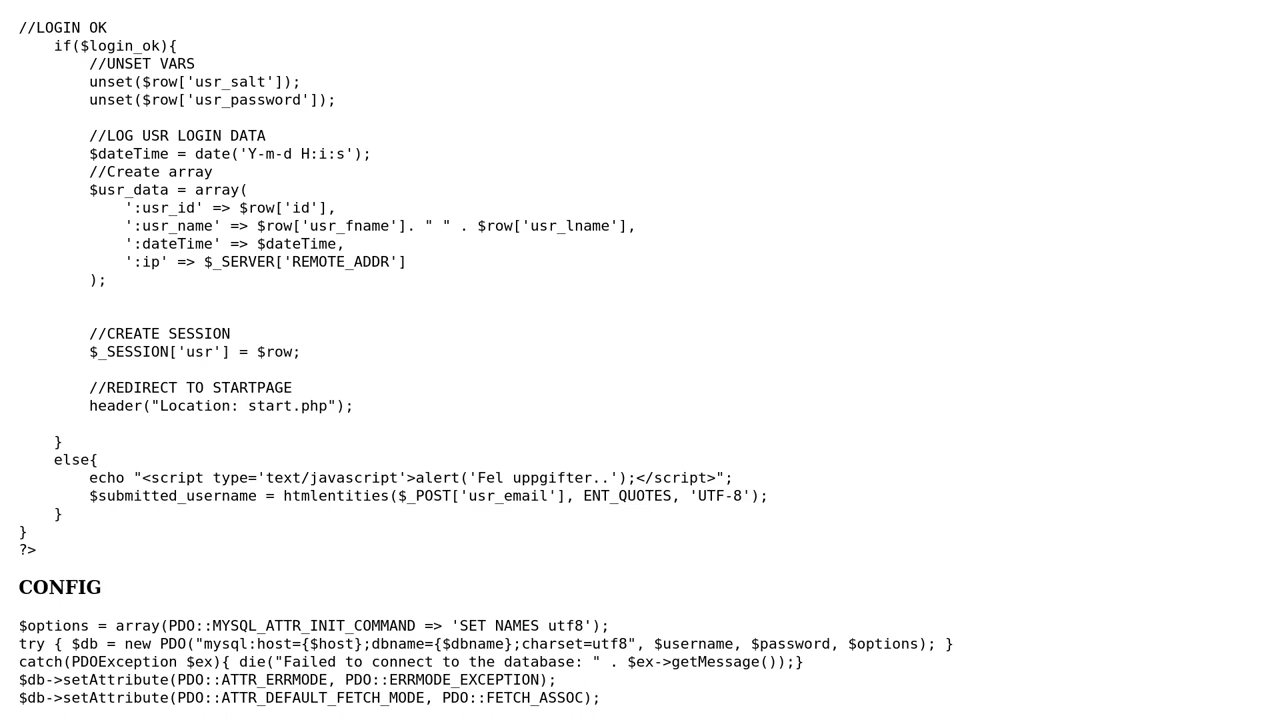 //LOGIN OK
    if($login_ok){
        //UNSET VARS
        unset($row['usr_salt']);
        unset($row['usr_password']);

        //LOG USR LOGIN DATA
        $dateTime = date('Y-m-d H:i:s');
        //Create array
        $usr_data = array(
            ':usr_id' => $row['id'],
            ':usr_name' => $row['usr_fname']. " " . $row['usr_lname'],
            ':dateTime' => $dateTime,
            ':ip' => $_SERVER['REMOTE_ADDR']
        );


        //CREATE SESSION
        $_SESSION['usr'] = $row;

        //REDIRECT TO STARTPAGE
        header("Location: start.php");

    }
    else{
        echo "<script type='text/javascript'>alert('Fel uppgifter..');</script>";
        $submitted_username = htmlentities($_POST['usr_email'], ENT_QUOTES, 'UTF-8');
    }
}
?>

CONFIG

$options = array(PDO::MYSQL_ATTR_INIT_COMMAND => 'SET NAMES utf8');
try { $db = new PDO("mysql:host={$host};dbname={$dbname};charset=utf8", $username, $password, $options); }
catch(PDOException $ex){ die("Failed to connect to the database: " . $ex->getMessage());}
$db->setAttribute(PDO::ATTR_ERRMODE, PDO::ERRMODE_EXCEPTION);
$db->setAttribute(PDO::ATTR_DEFAULT_FETCH_MODE, PDO::FETCH_ASSOC);